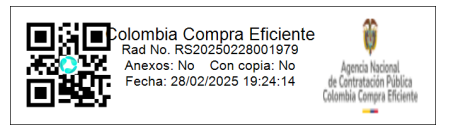 Colombia Compra Eficiente
Rad No. RS20250228001979
Anexos: No Con copia: No
Fecha: 28/02/2025 19:24:14
Agencia Nacional
de Contratación Pública
Colombia Compra Eficiente